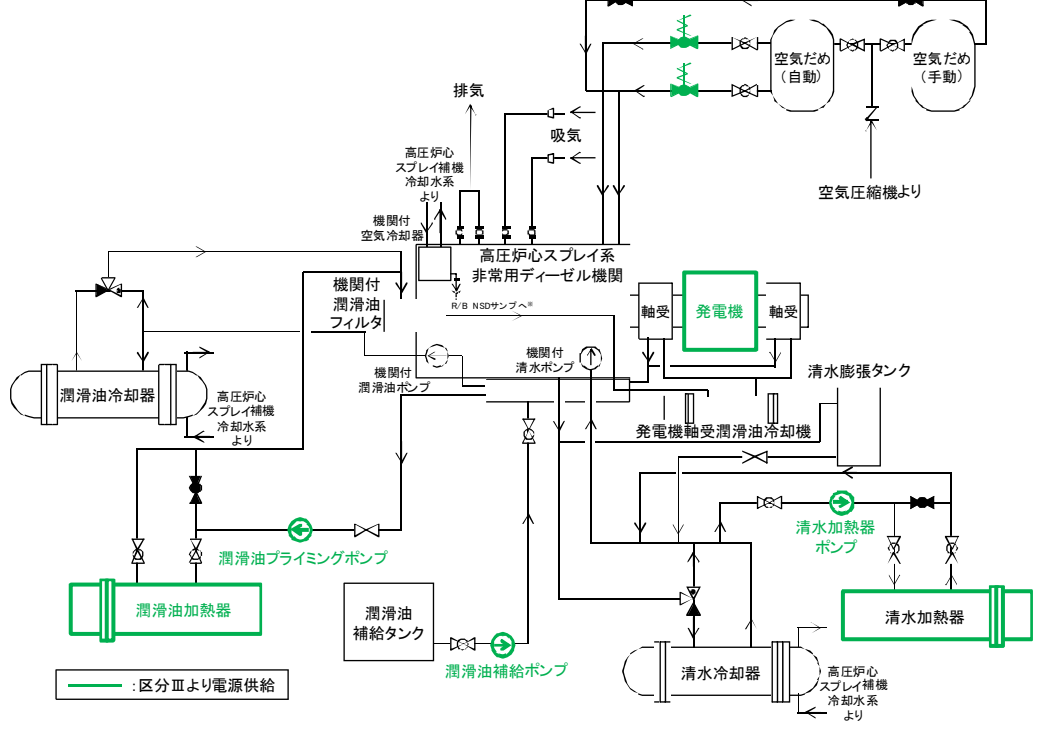 空気だめ
（自動）
空気だめ
（手動）
排気
吸気
高圧炉心
スプレイ補機
冷却水系
より
空気圧縮機より
機関付
空気冷却器
高圧炉心スプレイ系
非常用ディーゼル機関
機関付
潤滑油
フィルタ
R/B NSDサンプへ※
軸受
発電機
軸受
機関付
清水ポンプ
機関付
潤滑油ポンプ
清水膨張タンク
潤滑油冷却器
高圧炉心
スプレイ補機
冷却水系
より
発電機軸受潤滑油冷却機
清水加熱器
ポンプ
潤滑油プライミングポンプ
潤滑油加熱器
潤滑油
補給タンク
清水加熱器
潤滑油補給ポンプ
清水冷却器
高圧炉心
スプレイ補機
冷却水系
より
：区分Ⅲより電源供給